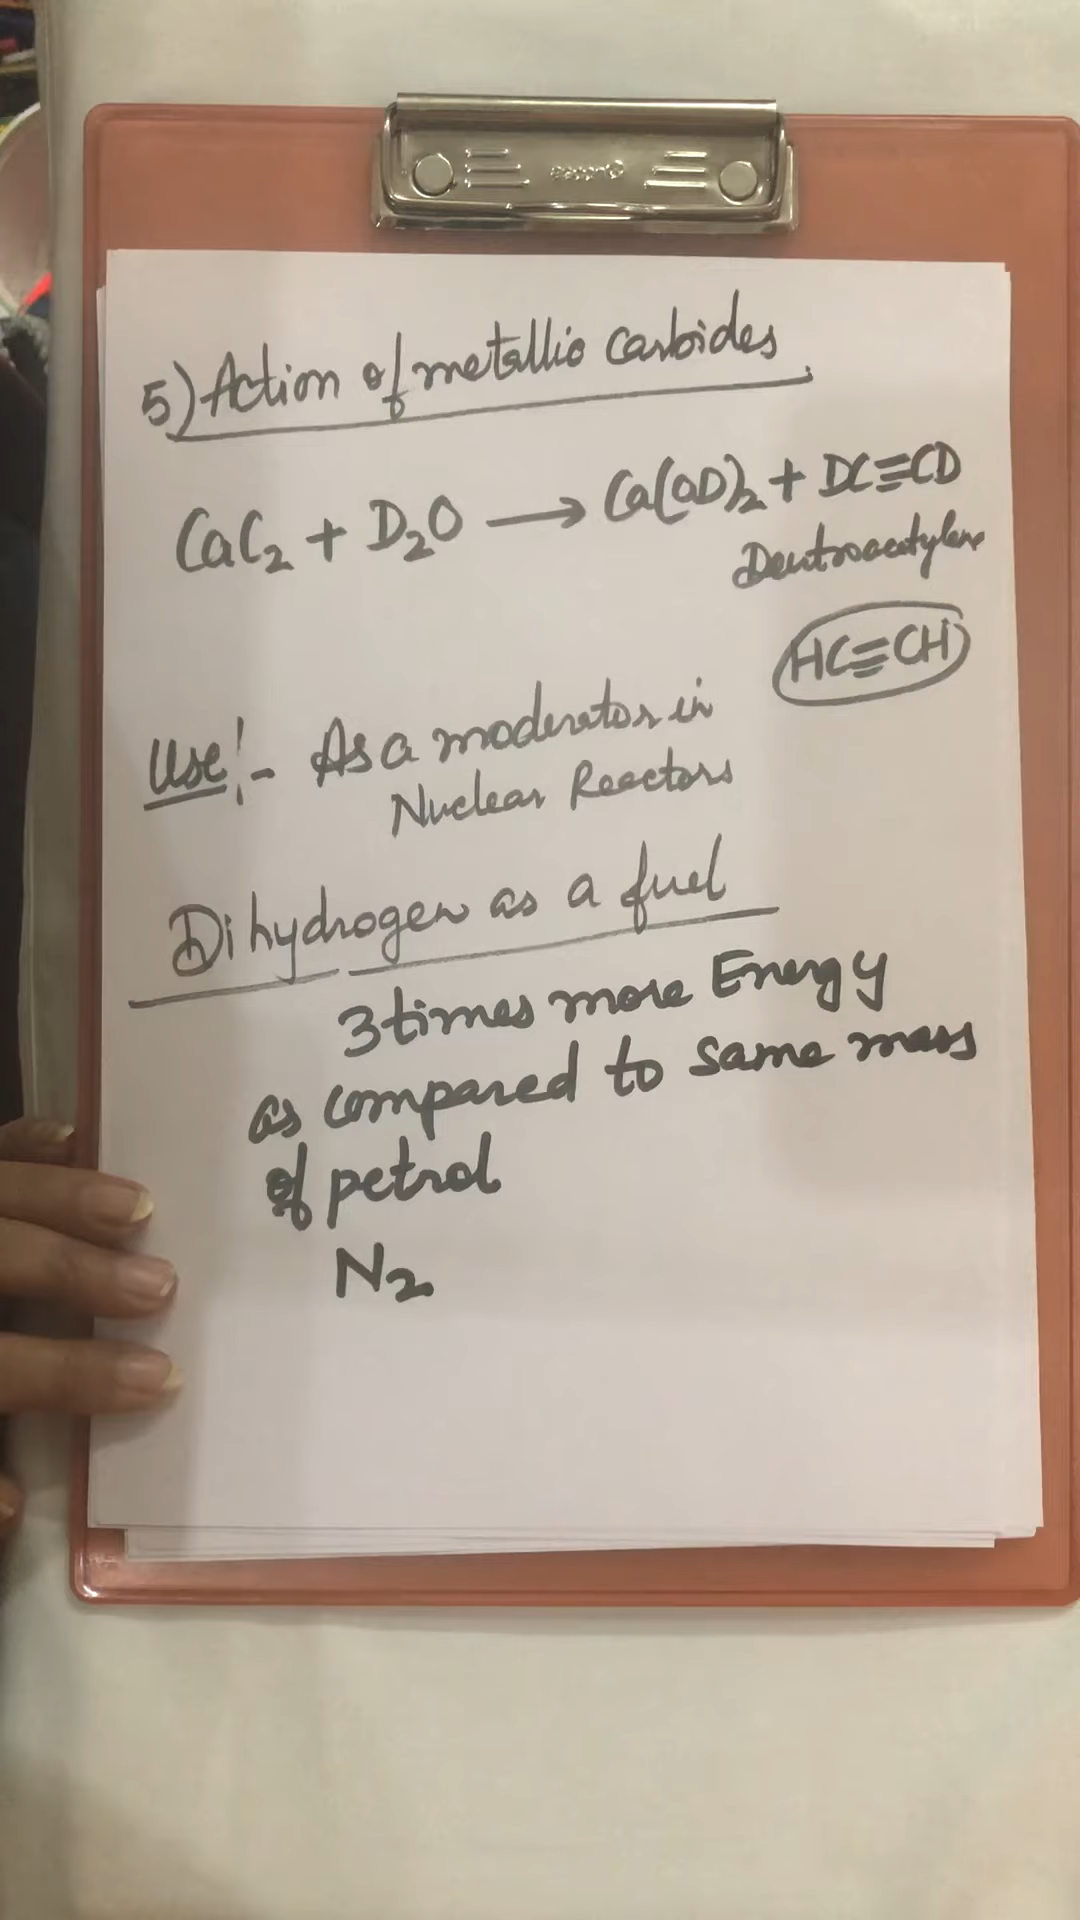 5) Action of metallic carbides
CaC₂ + D₂O → Ca(OD)₂ + DC≡CD
Deutroacetylene
HC≡CH
Use:- As a moderator in
Nuclear Reactors
Dihydrogen as a fuel
3 times more Energy
as compared to same mass
of petrol
N₂